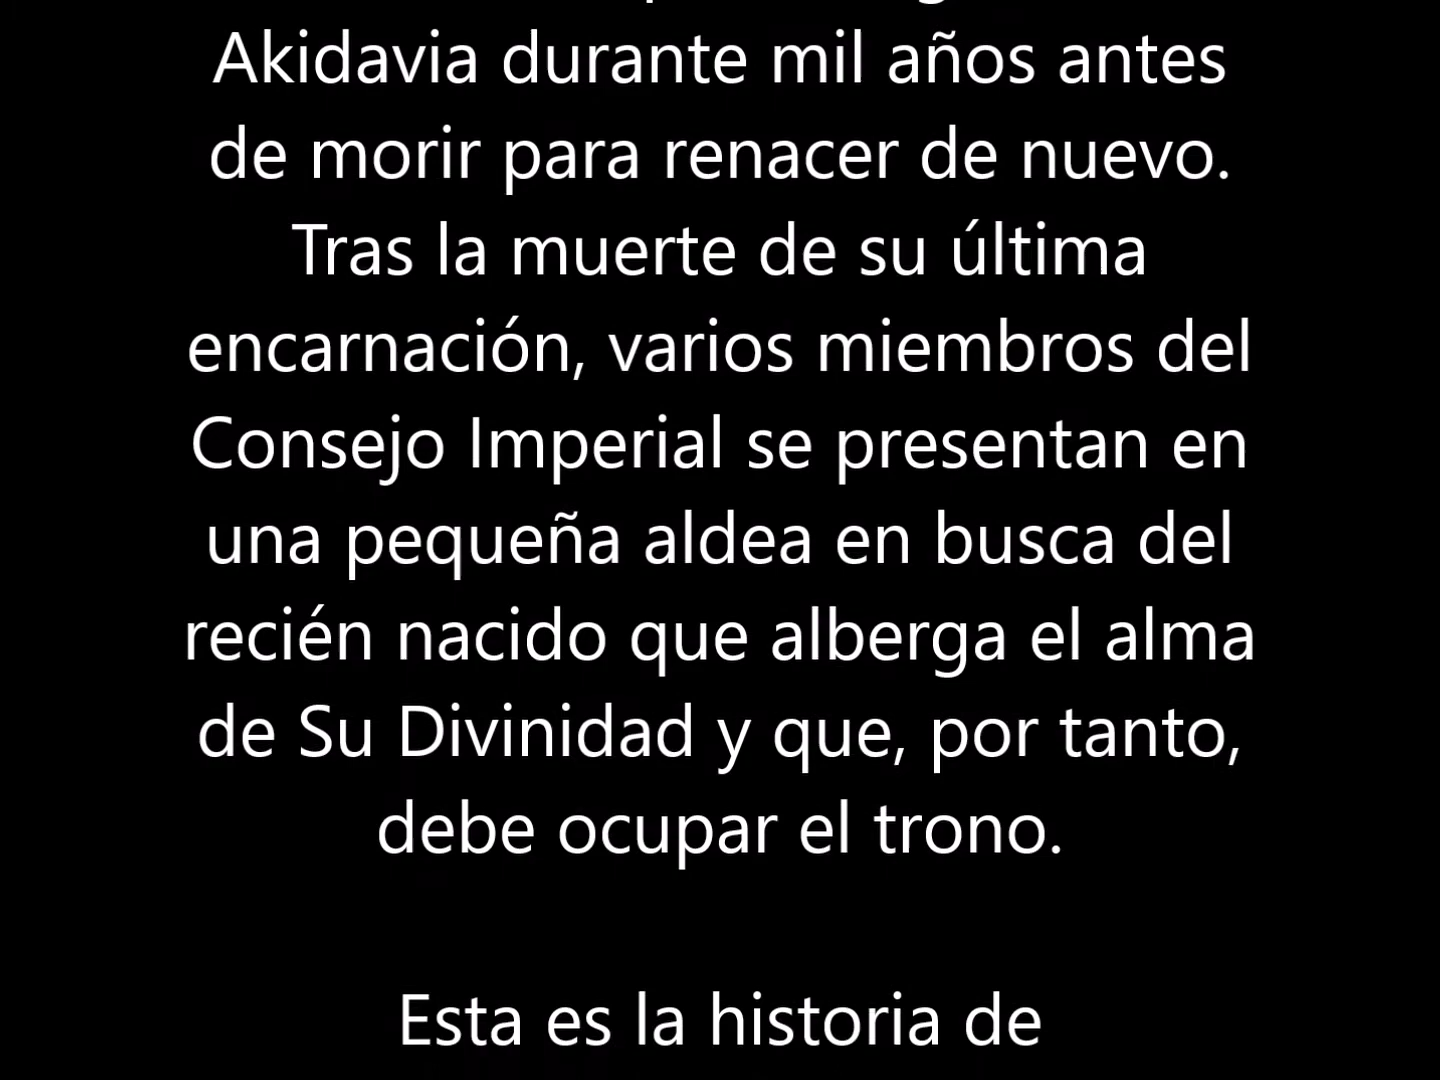 Akidavia durante mil años antes
de morir para renacer de nuevo.
Tras la muerte de su última
encarnación, varios miembros del
Consejo Imperial se presentan en
una pequeña aldea en busca del
recién nacido que alberga el alma
de Su Divinidad y que, por tanto,
debe ocupar el trono.
Esta es la historia de